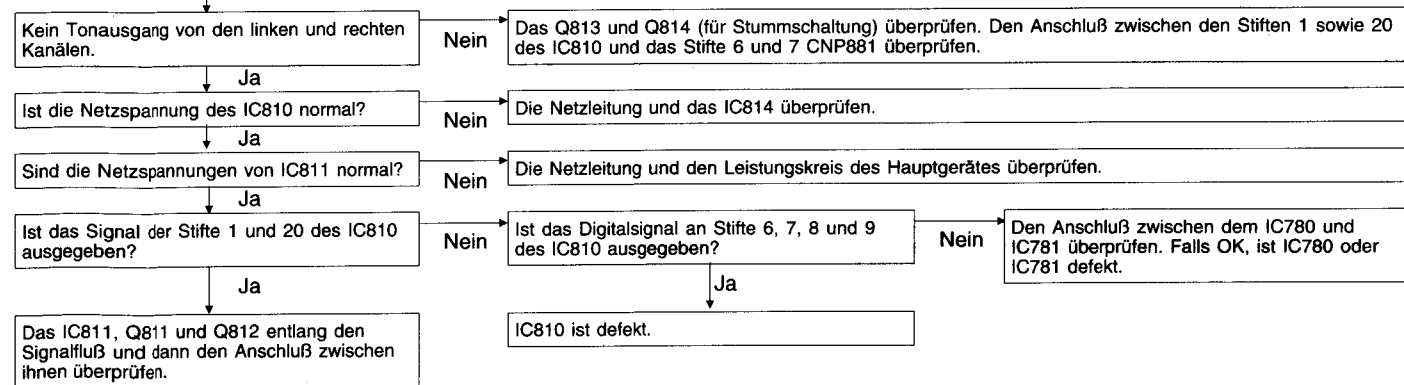 Kein Tonausgang von den linken und rechten
Kanälen.
Nein
Das Q813 und Q814 (für Stummschaltung) überprüfen. Den Anschluß zwischen den Stiften 1 sowie 20
des IC810 und das Stifte 6 und 7 CNP881 überprüfen.
Ja
Ist die Netzspannung des IC810 normal?
Nein
Die Netzleitung und das IC814 überprüfen.
Ja
Sind die Netzspannungen von IC811 normal?
Nein
Die Netzleitung und den Leistungskreis des Hauptgerätes überprüfen.
Ja
Ist das Signal der Stifte 1 und 20 des IC810
ausgegeben?
Nein
Ist das Digitalsignal an Stifte 6, 7, 8 und 9
des IC810 ausgegeben?
Nein
Den Anschluß zwischen dem IC780 und
IC781 überprüfen. Falls OK, ist IC780 oder
IC781 defekt.
Ja
Ja
Das IC811, Q811 und Q812 entlang den
Signalfluß und dann den Anschluß zwischen
ihnen überprüfen.
IC810 ist defekt.